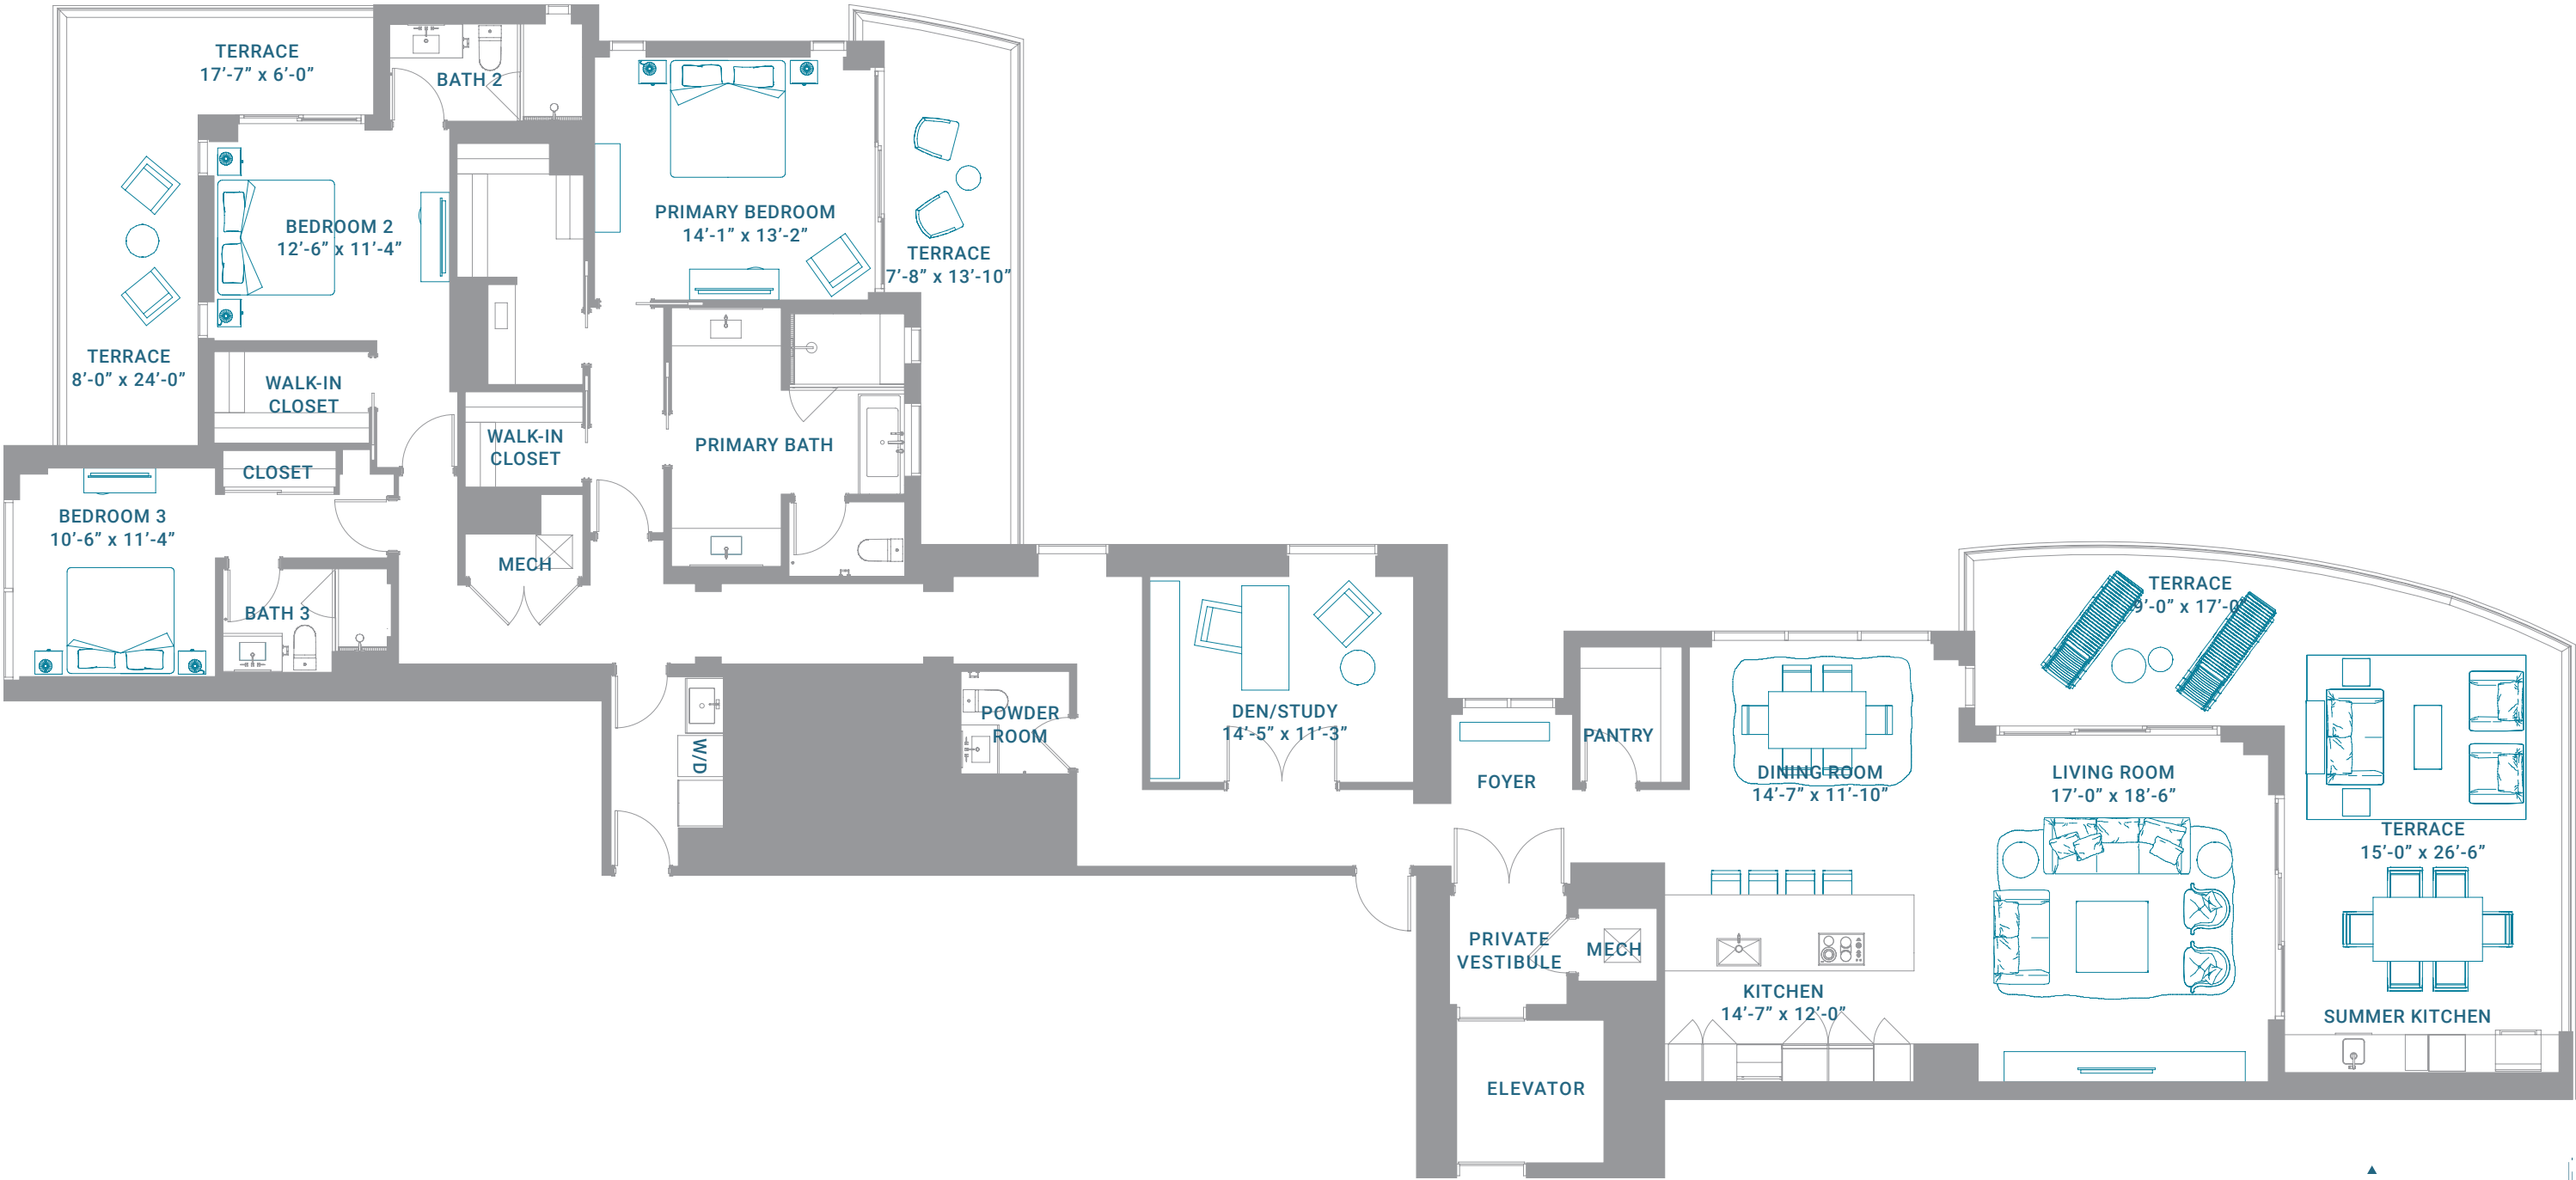 TERRACE
17’-7” x 6’-0”
BATH 2
BEDROOM 2
12’-6” x 11’-4”
PRIMARY BEDROOM
14’-1” x 13’-2”
TERRACE
7’-8” x 13’-10”
TERRACE
8’-0” x 24’-0”
WALK-IN
CLOSET
WALK-IN
CLOSET
PRIMARY BATH
CLOSET
BEDROOM 3
10’-6” x 11’-4”
MECH
BATH 3
W/D
POWDER
ROOM
DEN/STUDY
14’-5” x 11’-3”
FOYER
PANTRY
DINING ROOM
14’-7” x 11’-10”
LIVING ROOM
17’-0” x 18’-6”
TERRACE
9’-0” x 17’-0”
TERRACE
15’-0” x 26’-6”
PRIVATE
VESTIBULE
MECH
KITCHEN
14’-7” x 12’-0”
SUMMER KITCHEN
ELEVATOR